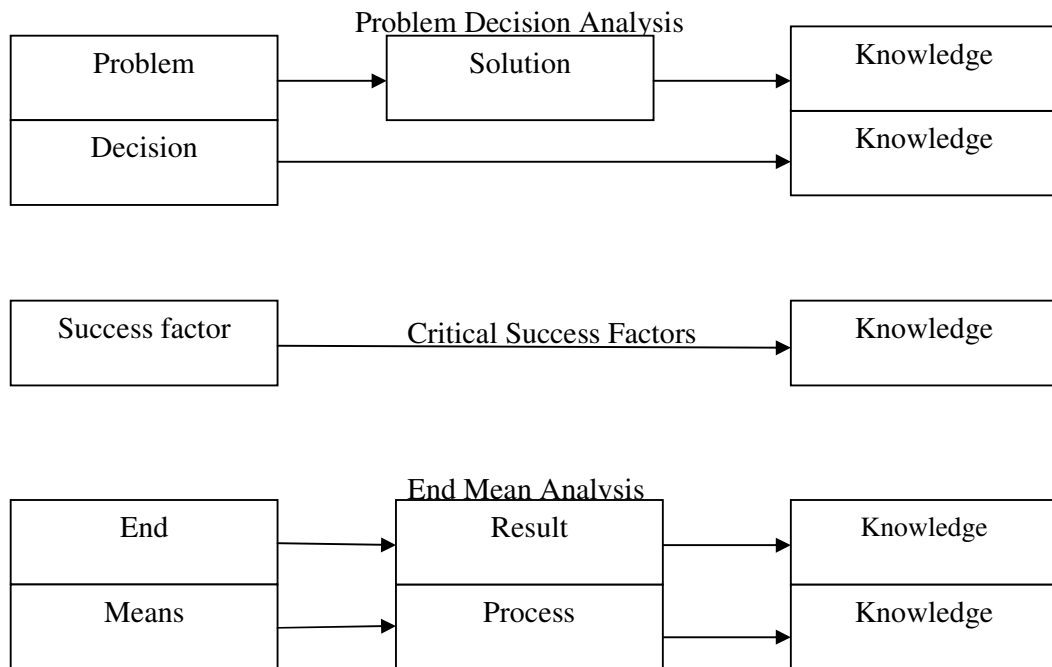 Problem Decision Analysis
Problem
Solution
Knowledge
Decision
Knowledge
Success factor
Critical Success Factors
Knowledge
End Mean Analysis
End
Result
Knowledge
Means
Process
Knowledge